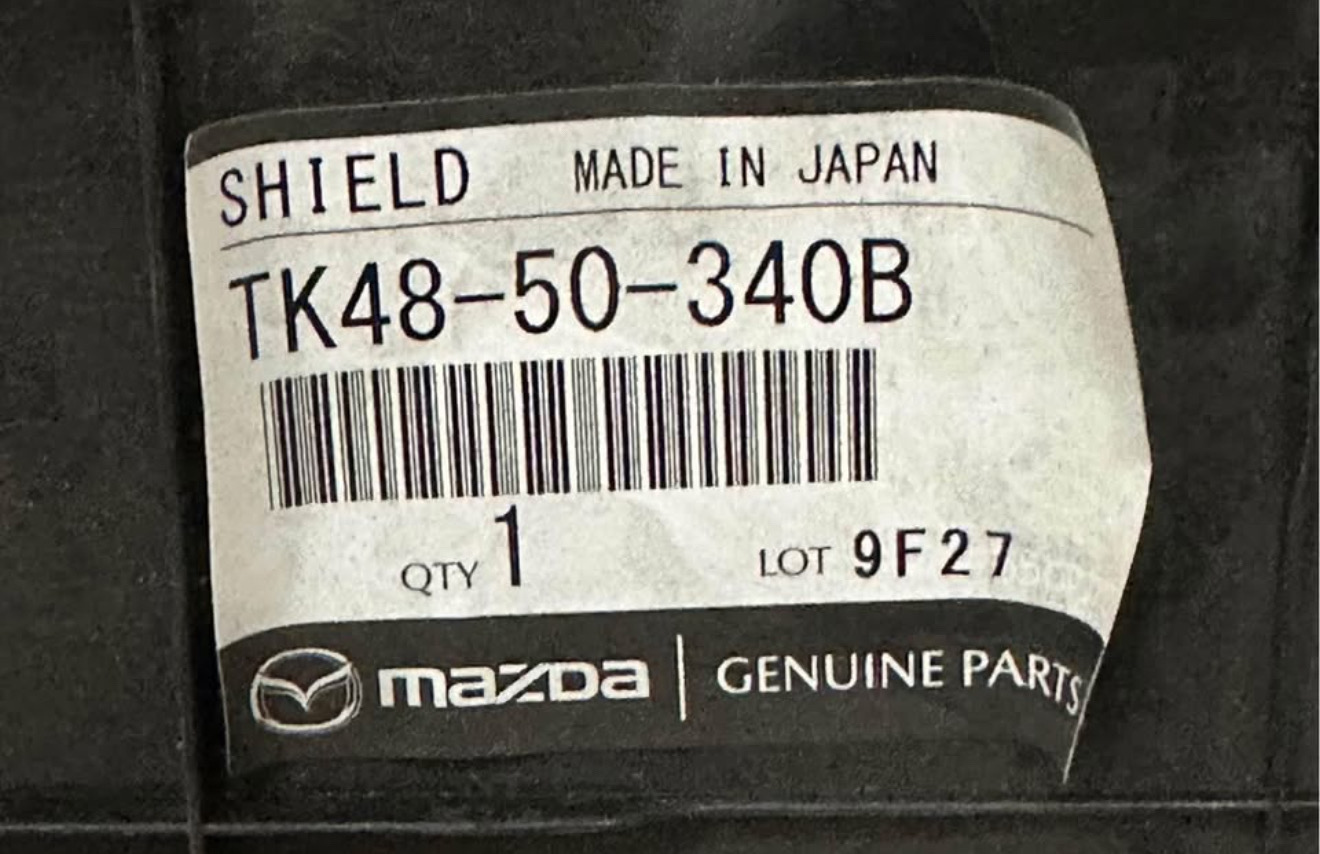 SHIELD MADE IN JAPAN
TK48-50-340B
QTY 1 LOT 9F27
mazda | GENUINE PARTS